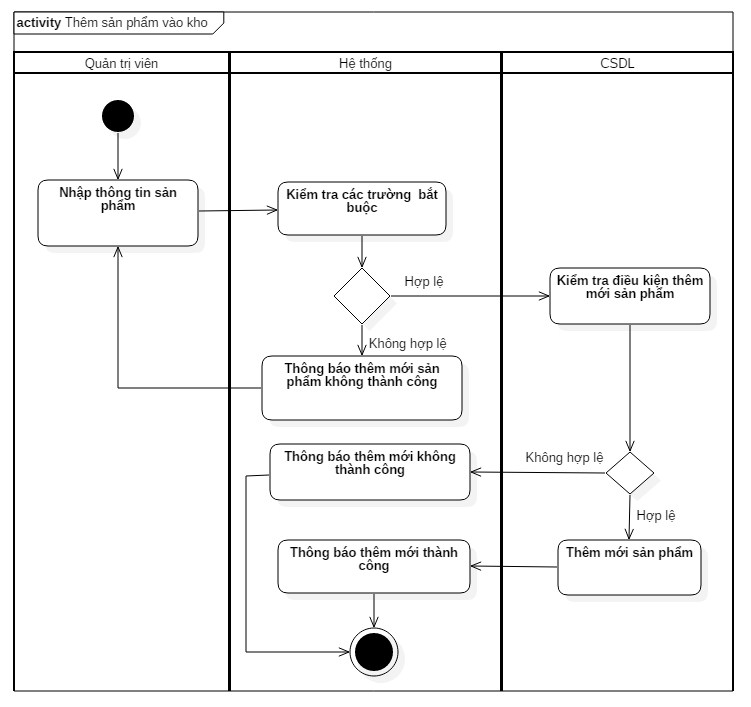 activity Thêm sản phẩm vào kho
Quản trị viên
Hệ thống
CSDL
Nhập thông tin sản
phẩm
Kiểm tra các trường bắt
buộc
Hợp lệ
Kiểm tra điều kiện thêm
mới sản phẩm
Không hợp lệ
Thông báo thêm mới sản
phẩm không thành công
Thông báo thêm mới không
thành công
Không hợp lệ
Hợp lệ
Thông báo thêm mới thành
công
Thêm mới sản phẩm